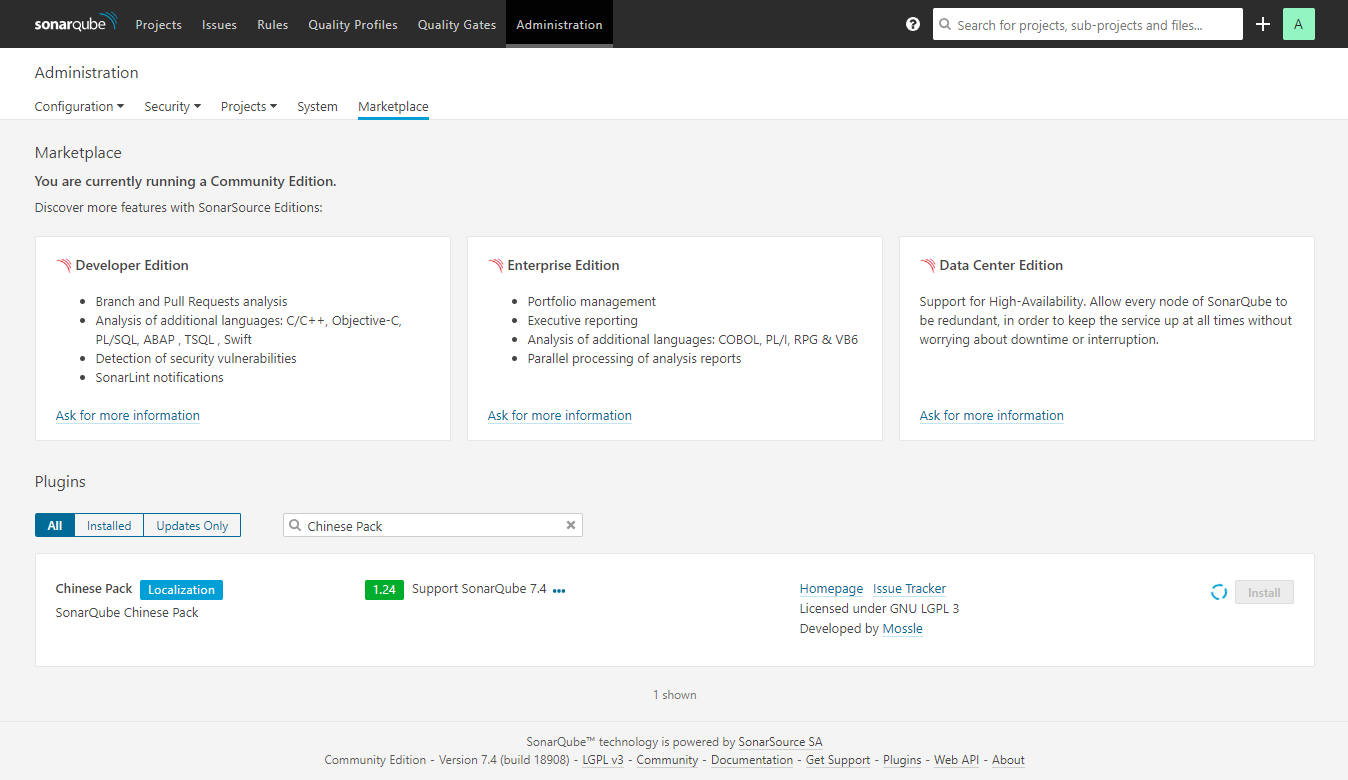 sonarqube Projects Issues Rules Quality Profiles Quality Gates Administration ? Search for projects, sub-projects and files... A
Administration
Configuration Security Projects System Marketplace
Marketplace
You are currently running a Community Edition.
Discover more features with SonarSource Editions:
Developer Edition
Branch and Pull Requests analysis
Analysis of additional languages: C/C++, Objective-C,
PL/SQL, ABAP , TSQL , Swift
Detection of security vulnerabilities
SonarLint notifications
Ask for more information
Enterprise Edition
Portfolio management
Executive reporting
Analysis of additional languages: COBOL, PL/I, RPG & VB6
Parallel processing of analysis reports
Ask for more information
Data Center Edition
Support for High-Availability. Allow every node of SonarQube to
be redundant, in order to keep the service up at all times without
worrying about downtime or interruption.
Ask for more information
Plugins
All Installed Updates Only Chinese Pack
Chinese Pack Localization
SonarQube Chinese Pack
1.24 Support SonarQube 7.4 •••
Homepage Issue Tracker
Licensed under GNU LGPL 3
Developed by Mossle
Install
1 shown
SonarQube™ technology is powered by SonarSource SA
Community Edition - Version 7.4 (build 18908) - LGPL v3 - Community - Documentation - Get Support - Plugins - Web API - About